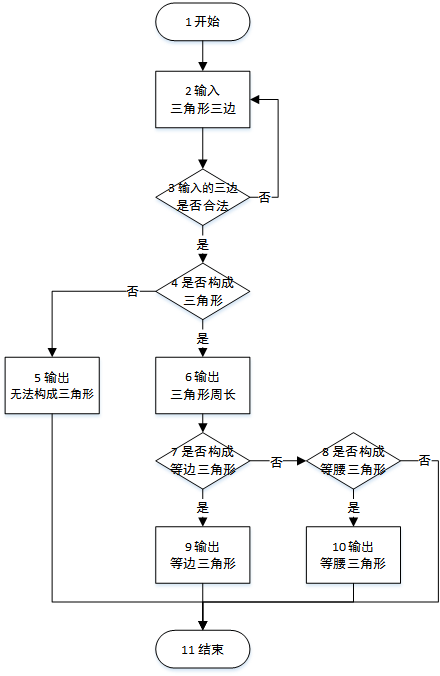 1 开始
2 输入
三角形三边
3 输入的三边
是否合法
否
是
4 是否构成
三角形
否
是
5 输出
无法构成三角形
6 输出
三角形周长
7 是否构成
等边三角形
否
8 是否构成
等腰三角形
否
是
是
9 输出
等边三角形
10 输出
等腰三角形
11 结束